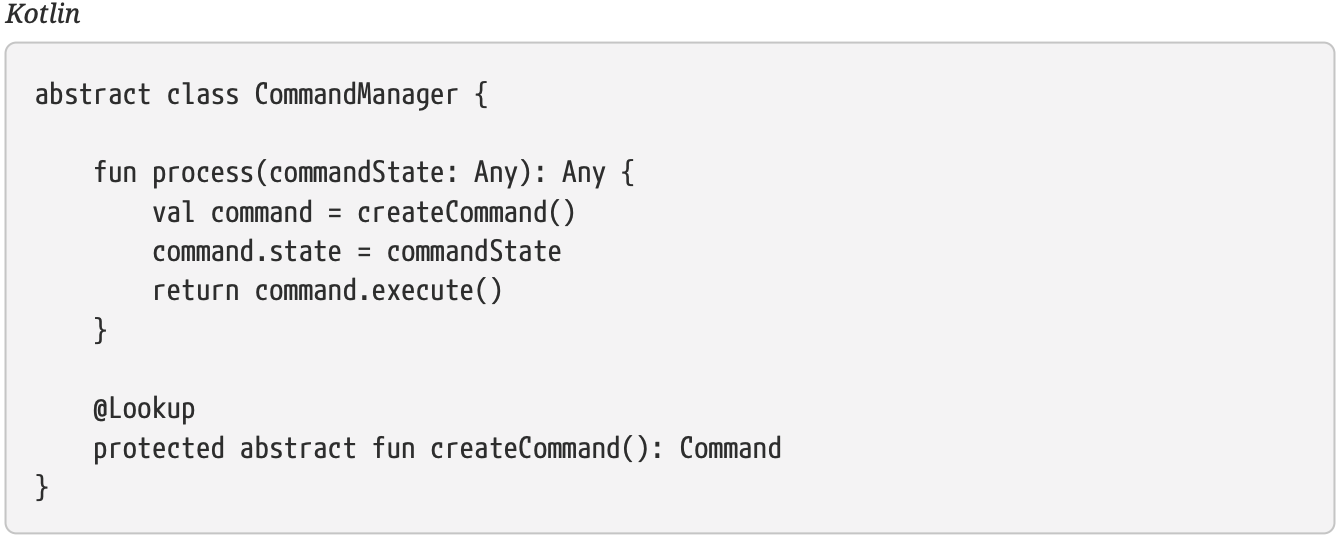 Kotlin
abstract class CommandManager {
    fun process(commandState: Any): Any {
        val command = createCommand()
        command.state = commandState
        return command.execute()
    }
    @Lookup
    protected abstract fun createCommand(): Command
}